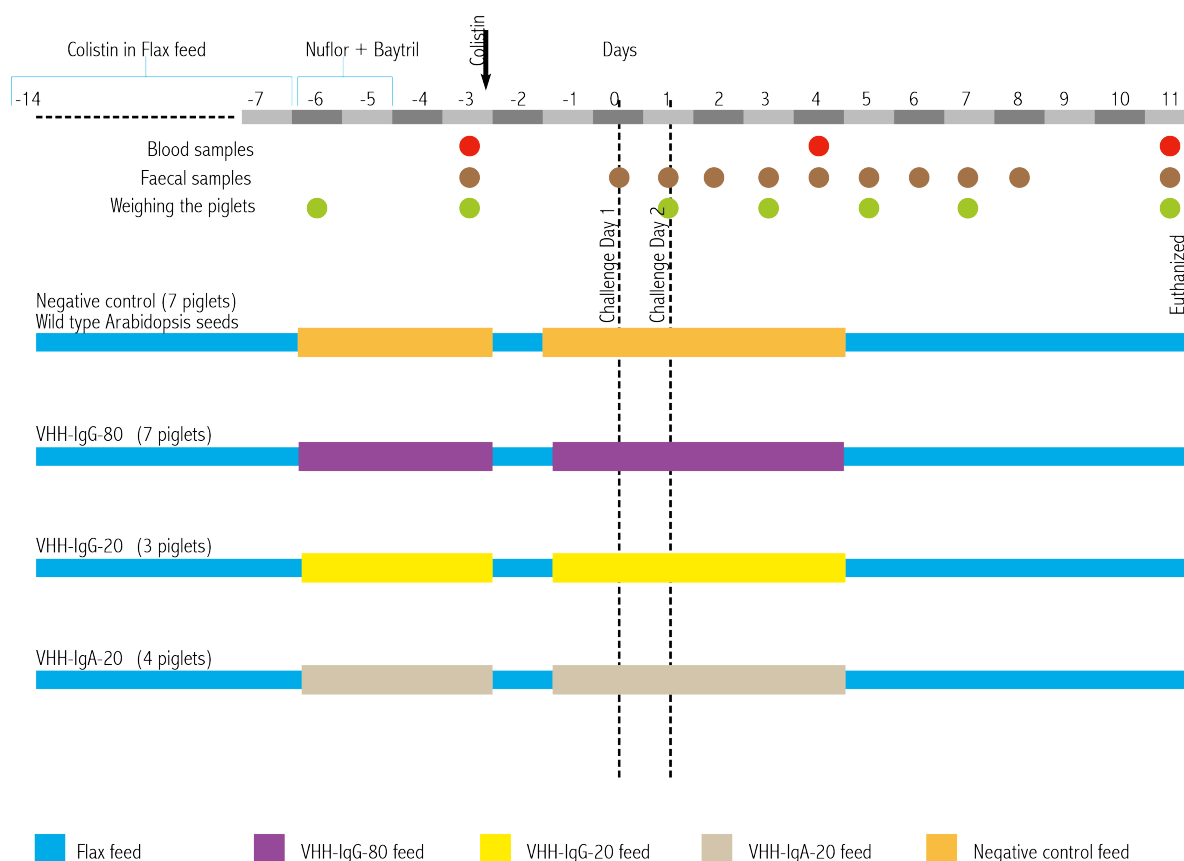 Colistin in Flax feed
Nuflor + Baytril
Colistin
Days
-14 -7 -6 -5 -4 -3 -2 -1 0 1 2 3 4 5 6 7 8 9 10 11
Blood samples
Faecal samples
Weighing the piglets
Challenge Day 1
Challenge Day 2
Euthanized
Negative control (7 piglets)
Wild type Arabidopsis seeds
VHH-IgG-80 (7 piglets)
VHH-IgG-20 (3 piglets)
VHH-IgA-20 (4 piglets)
Flax feed
VHH-IgG-80 feed
VHH-IgG-20 feed
VHH-IgA-20 feed
Negative control feed